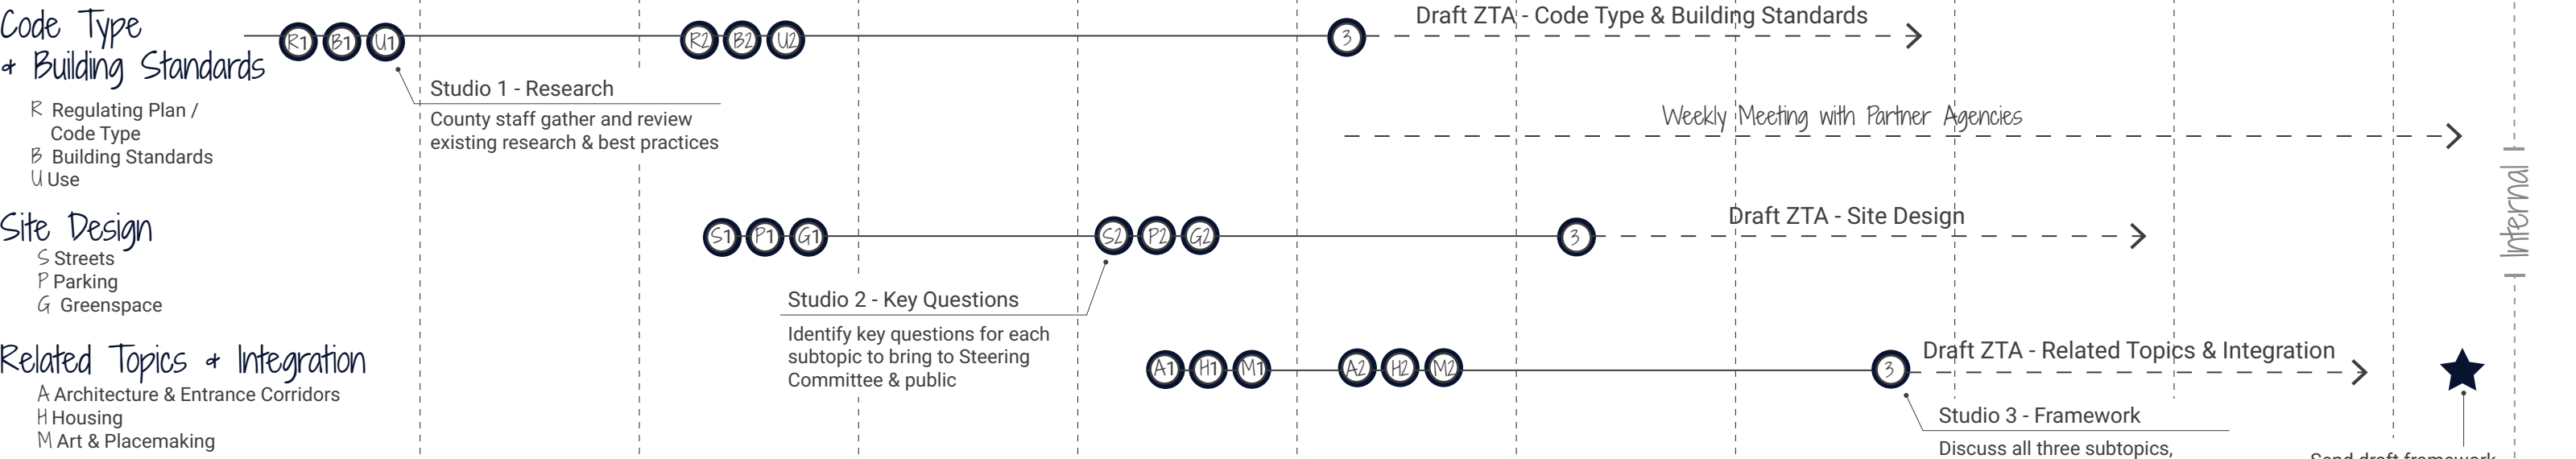 Code Type
& Building Standards
R Regulating Plan /
Code Type
B Building Standards
U Use
R1 B1 U1
R2 B2 U2
3
Draft ZTA - Code Type & Building Standards
Studio 1 - Research
County staff gather and review
existing research & best practices
Weekly Meeting with Partner Agencies
Internal
Site Design
S Streets
P Parking
G Greenspace
S1 P1 G1
S2 P2 G2
3
Draft ZTA - Site Design
Studio 2 - Key Questions
Identify key questions for each
subtopic to bring to Steering
Committee & public
Related Topics & Integration
A Architecture & Entrance Corridors
H Housing
M Art & Placemaking
A1 H1 M1
A2 H2 M2
3
Draft ZTA - Related Topics & Integration
Studio 3 - Framework
Discuss all three subtopics,
Send draft framework